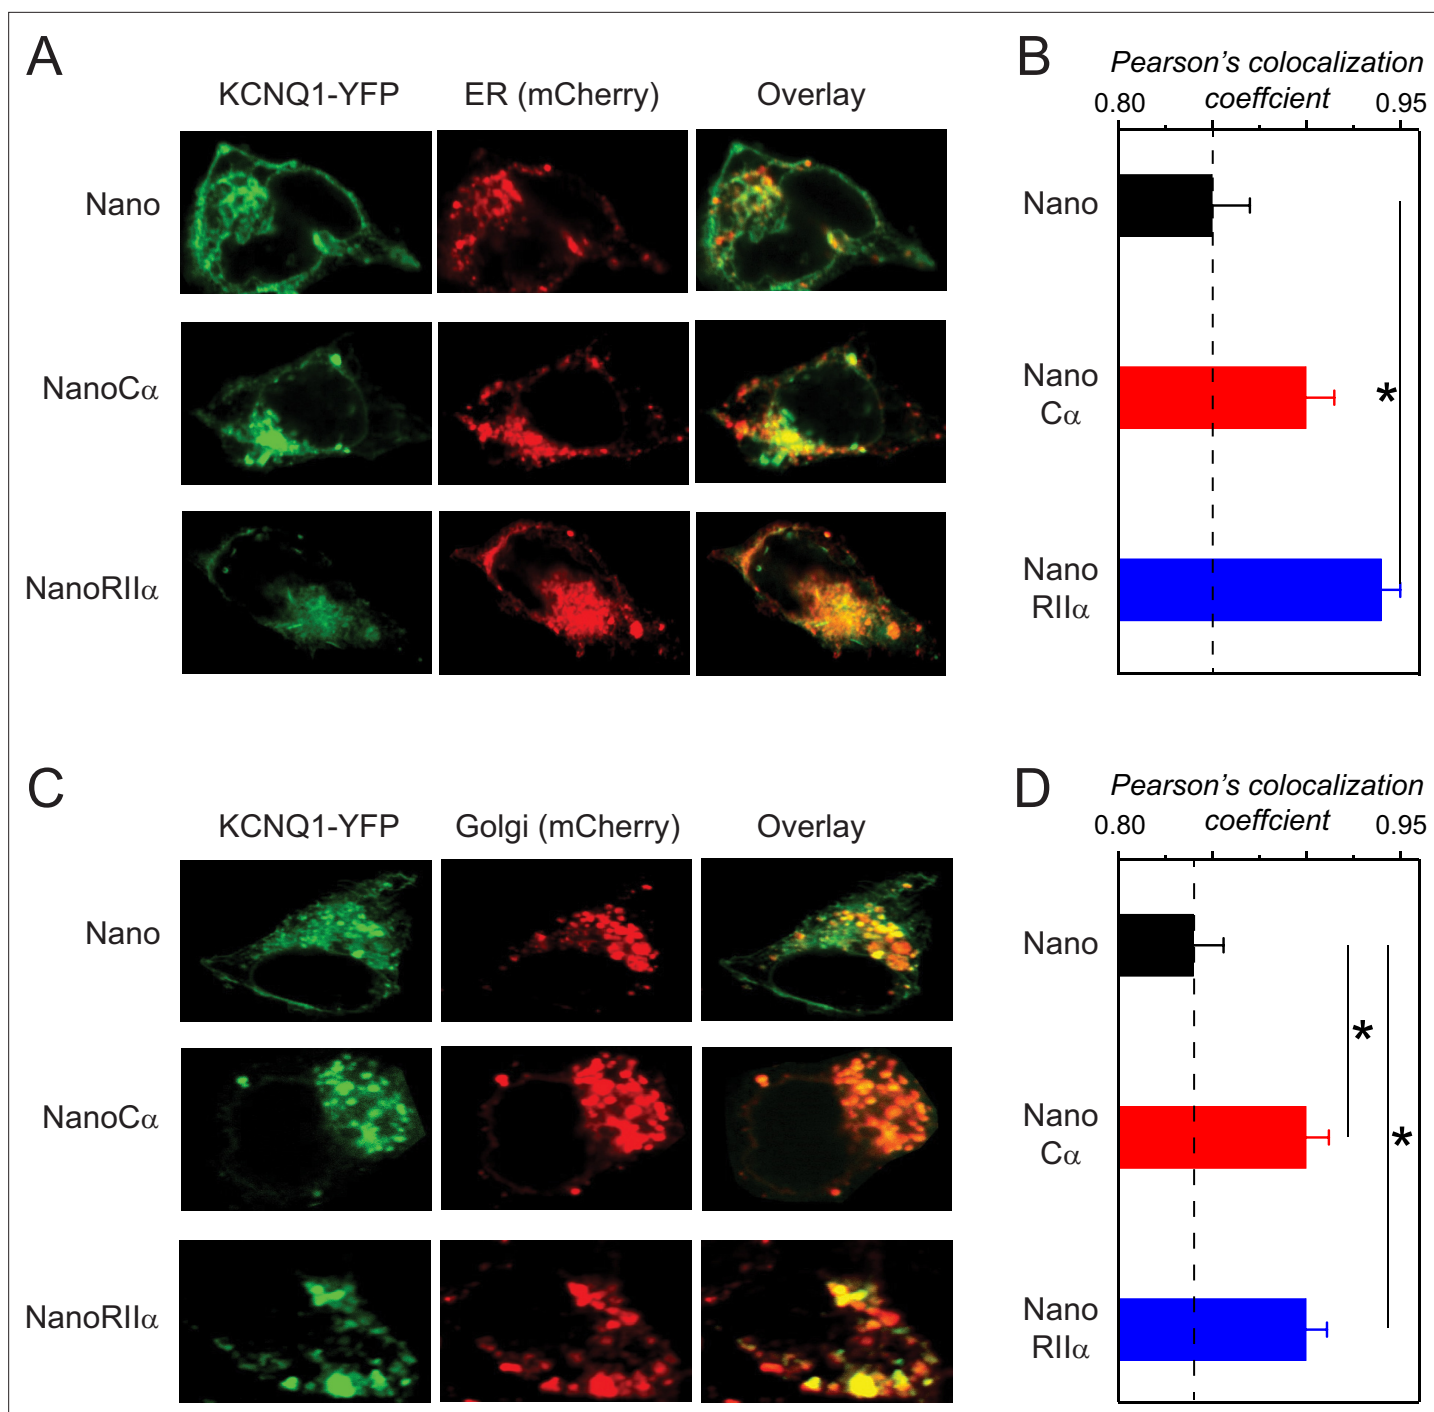 A
KCNQ1-YFP
ER (mCherry)
Overlay
Nano
NanoCα
NanoRIIα
B
Pearson's colocalization
coeffcient
0.80
0.95
Nano
Nano
Cα
*
Nano
RIIα
C
KCNQ1-YFP
Golgi (mCherry)
Overlay
Nano
NanoCα
NanoRIIα
D
Pearson's colocalization
coeffcient
0.80
0.95
Nano
*
Nano
Cα
*
Nano
RIIα